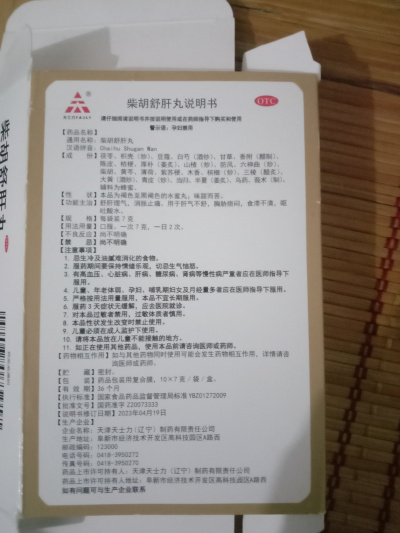 柴胡舒肝丸说明书
请仔细阅读说明书并按说明使用或在药师指导下购买和使用
警示语：孕妇禁用
OTC
【药品名称】
通用名称：柴胡舒肝丸
汉语拼音：Chaihu Shugan Wan
【成 份】茯苓、枳壳（炒）、豆蔻、白芍（酒炒）、甘草、香附（醋制）、
陈皮、桔梗、厚朴（姜炙）、山楂（炒）、防风、六神曲（炒）、
柴胡、黄芩、薄荷、紫苏梗、木香、槟榔（炒）、三棱（醋炙）、
大黄（酒炒）、青皮（炒）、当归、半夏（姜炙）、乌药、莪术（制）。
辅料为蜂蜜。
【性 状】本品为褐色至黑褐色的水蜜丸；味甜而苦。
【功能主治】舒肝理气，消胀止痛。用于肝气不舒，胸胁痞闷，食滞不清，呕
吐酸水。
【规 格】每袋装7克
【用法用量】口服，一次7克，一日2次。
【不良反应】尚不明确
【禁 忌】尚不明确
【注意事项】
1. 忌生冷及油腻难消化的食物。
2. 服药期间要保持情绪乐观，切忌生气恼怒。
3. 有高血压、心脏病、肝病、糖尿病、肾病等慢性病严重者应在医师指导下
服用。
4. 儿童、年老体弱、孕妇、哺乳期妇女及月经量多者应在医师指导下服用。
5. 严格按用法用量服用，本品不宜长期服用。
6. 服药3天症状无缓解，应去医院就诊。
7. 对本品过敏者禁用，过敏体质者慎用。
8. 本品性状发生改变时禁止使用。
9. 儿童必须在成人监护下使用。
10. 请将本品放在儿童不能接触的地方。
11. 如正在使用其他药品，使用本品前请咨询医师或药师。
【药物相互作用】如与其他药物同时使用可能会发生药物相互作用，详情请咨
询医师或药师。
【贮 藏】密封。
【包 装】药品包装用复合膜，10×7克/袋/盒。
【有 效 期】36个月
【执行标准】国家食品药品监督管理局标准YBZ01272009
【批准文号】国药准字Z20073333
【说明书修订日期】2023年04月19日
【生产企业】
企业名称：天津天士力（辽宁）制药有限责任公司
生产地址：阜新市经济技术开发区高科技园区A路西
邮政编码：123000
电话号码：0418-3950272
传真号码：0418-3950270
药品上市许可持有人：天津天士力（辽宁）制药有限责任公司
药品上市许可持有人地址：阜新市经济技术开发区高科技园区A路西
如有问题可与生产企业联系
柴胡舒肝丸